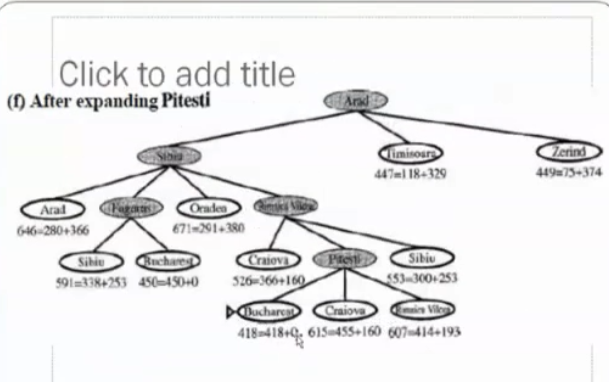 Click to add title
(f) After expanding Pitesti
Arad
Sibiu
Timisoara
Zerind
447=118+329
449=75+374
Arad
Fagaras
Oradea
Rimnicu Vilcea
646=280+366
671=291+380
Sibiu
Bucharest
Craiova
Pitesti
Sibiu
591=338+253
450=450+0
526=366+160
553=300+253
Bucharest
Craiova
Rimnicu Vilcea
418=418+0
615=455+160
607=414+193